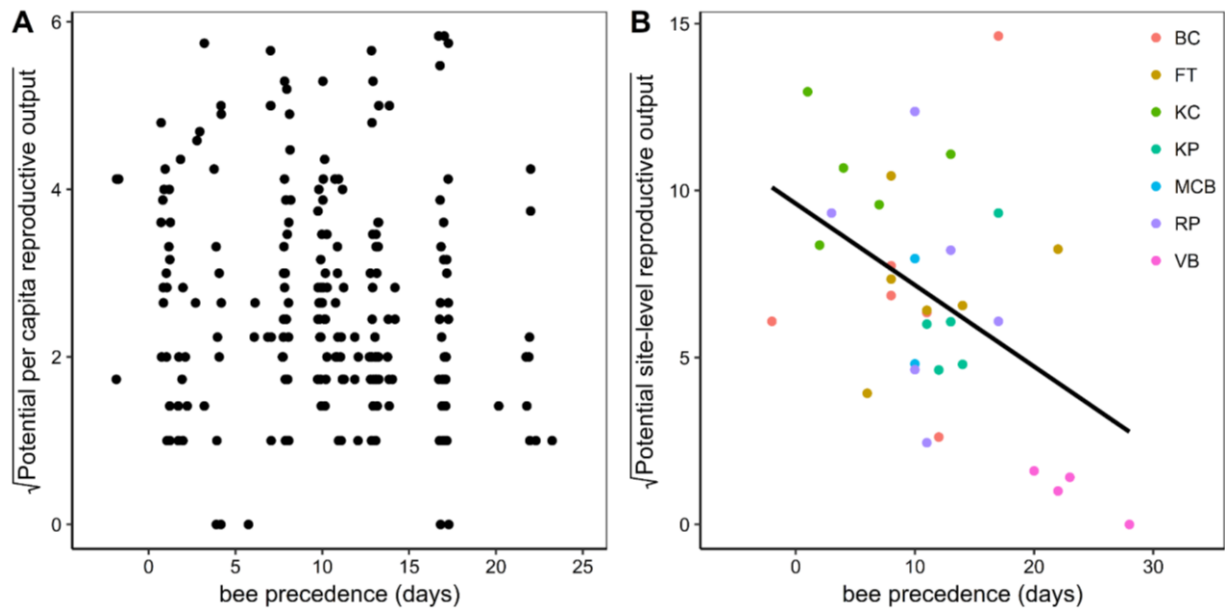 A
√Potential per capita reproductive output
6
4
2
0
0 5 10 15 20 25
bee precedence (days)
B
√Potential site-level reproductive output
15
10
5
0
0 10 20 30
bee precedence (days)
BC
FT
KC
KP
MCB
RP
VB